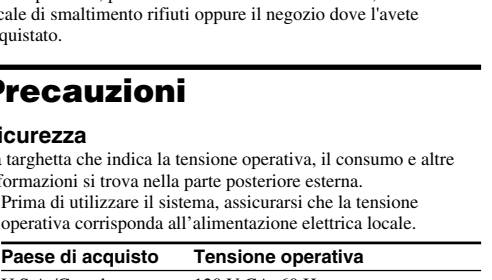 cale di smaltimento rifiuti oppure il negozio dove l'avete
quistato.
Precauzioni
icurezza
targhetta che indica la tensione operativa, il consumo e altre
formazioni si trova nella parte posteriore esterna.
Prima di utilizzare il sistema, assicurarsi che la tensione
operativa corrisponda all’alimentazione elettrica locale.
Paese di acquisto Tensione operativa